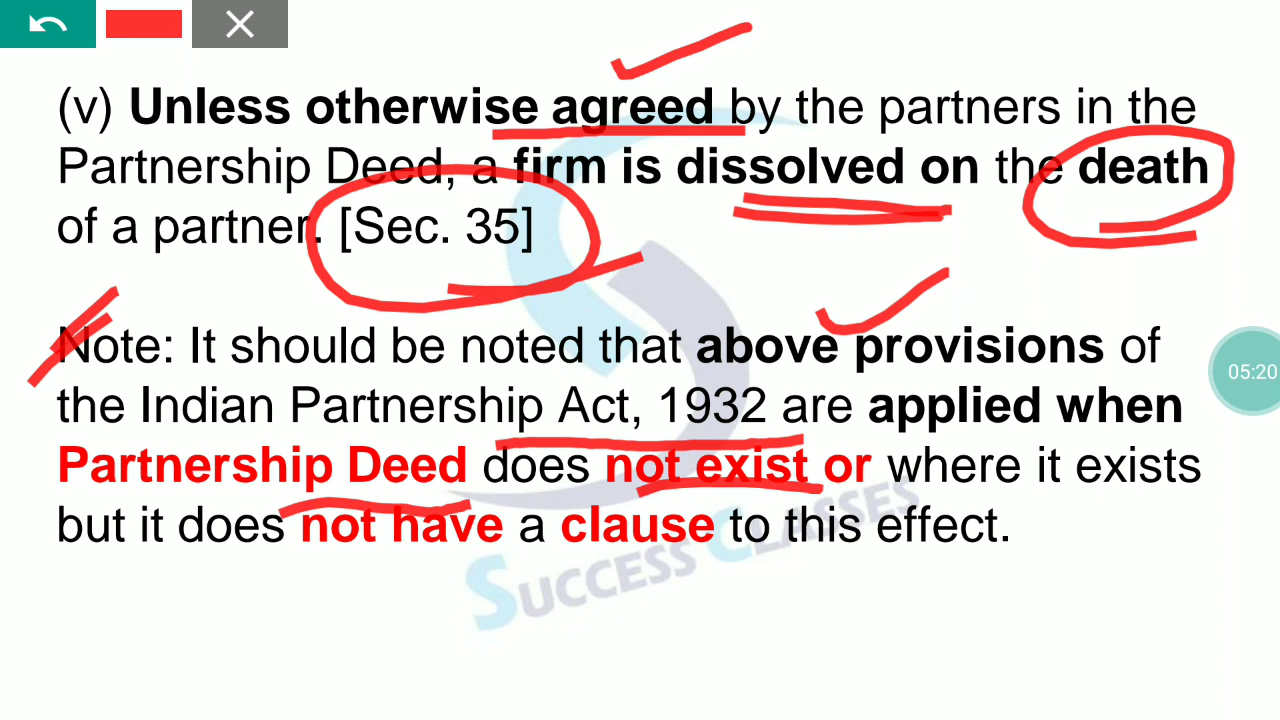 (v) Unless otherwise agreed by the partners in the
Partnership Deed, a firm is dissolved on the death
of a partner. [Sec. 35]
Note: It should be noted that above provisions of
the Indian Partnership Act, 1932 are applied when
05:20
Partnership Deed does not exist or where it exists
but it does not have a clause to this effect.
SUCCESS CLASSES